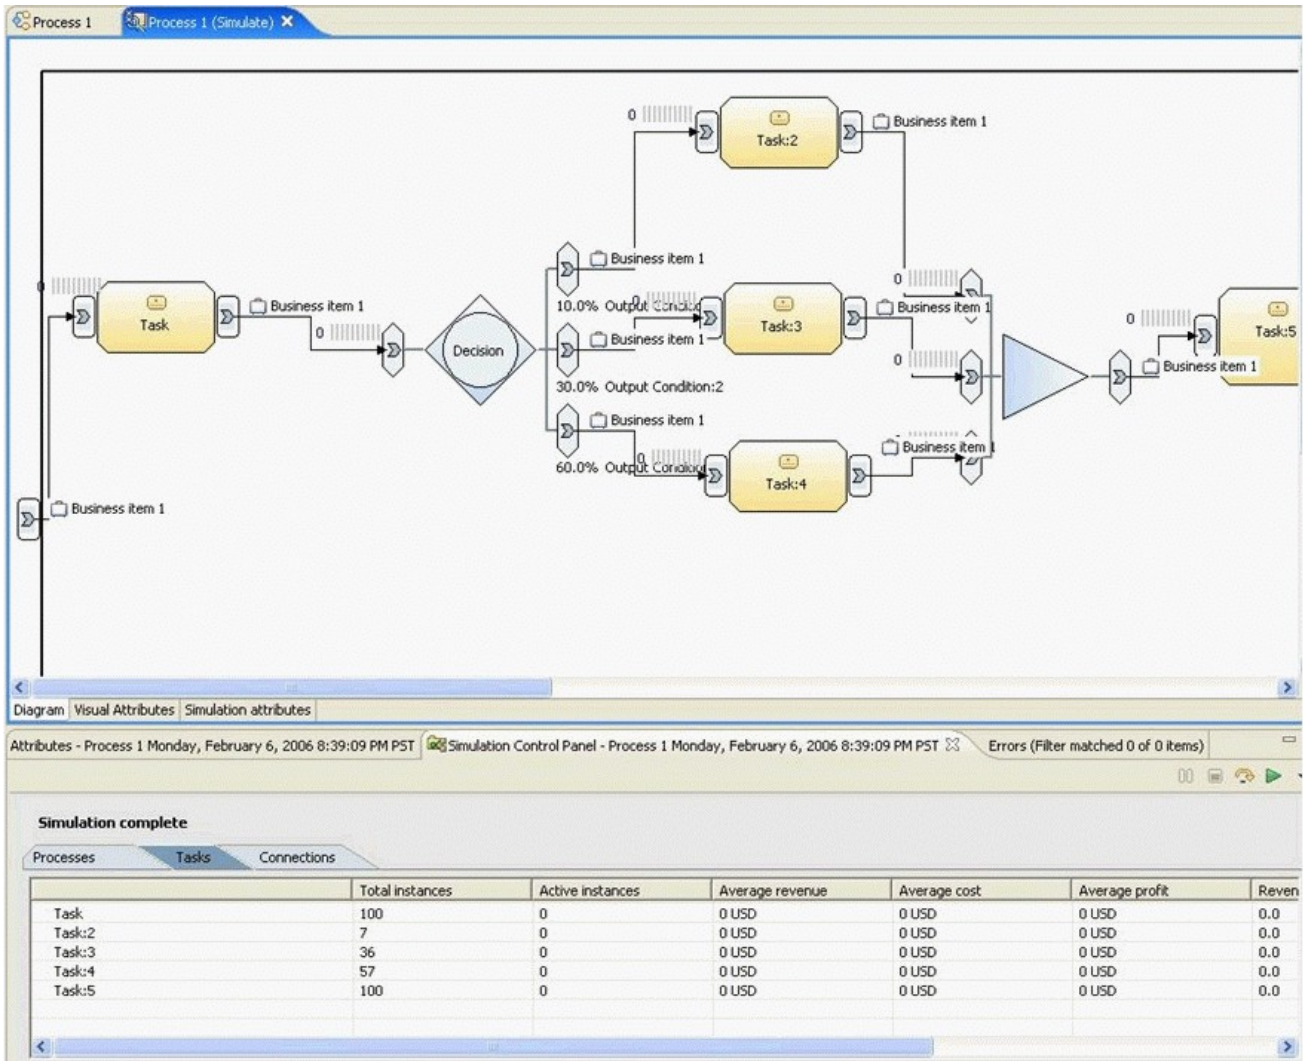 Process 1
Process 1 (Simulate)
0
Task:2
Business item 1
Business item 1
0
0
Business item 1
10.0% Output
0
Task:3
Business item 1
0
Task
Business item 1
0
Decision
Business item 1
30.0% Output Condition:2
0
Task:5
Business item 1
0
Business item 1
60.0% Output
0
Task:4
Business item 1
Business item 1
Diagram Visual Attributes Simulation attributes
Attributes - Process 1 Monday, February 6, 2006 8:39:09 PM PST
Simulation Control Panel - Process 1 Monday, February 6, 2006 8:39:09 PM PST
Errors (Filter matched 0 of 0 items)
Simulation complete
Processes Tasks Connections
Total instances Active instances Average revenue Average cost Average profit Reven
Task 100 0 0 USD 0 USD 0 USD 0.0
Task:2 7 0 0 USD 0 USD 0 USD 0.0
Task:3 36 0 0 USD 0 USD 0 USD 0.0
Task:4 57 0 0 USD 0 USD 0 USD 0.0
Task:5 100 0 0 USD 0 USD 0 USD 0.0